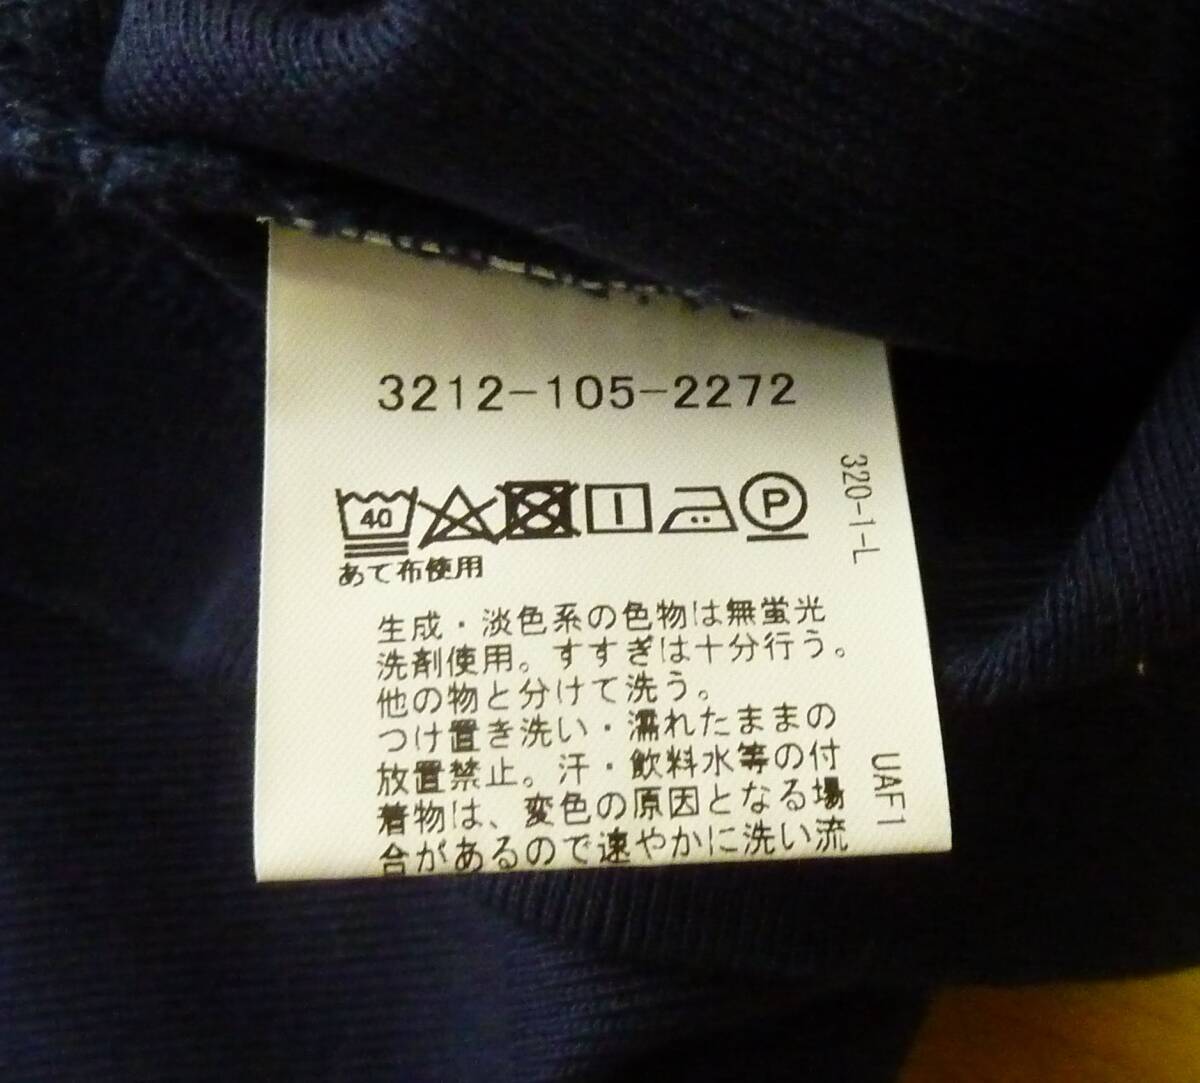 3212-105-2272
40
P
あて布使用
320-1-L
生成・淡色系の色物は無蛍光
洗剤使用。すすぎは十分行う。
他の物と分けて洗う。
つけ置き洗い・濡れたままの
放置禁止。汗・飲料水等の付
着物は、変色の原因となる場
合があるので速やかに洗い流
UAF1